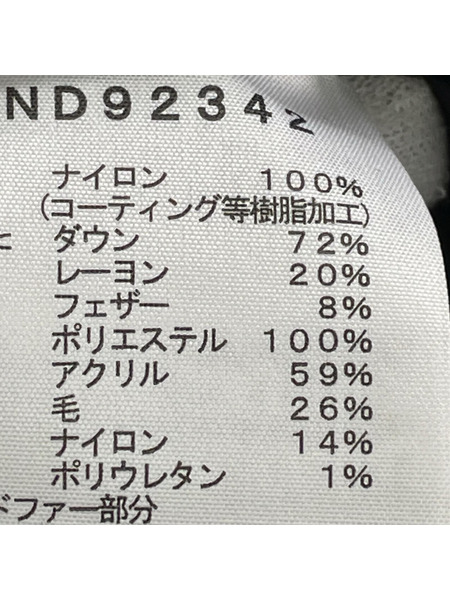 ND92342
ナイロン 100%
(コーティング等樹脂加工)
ダウン 72%
レーヨン 20%
フェザー 8%
ポリエステル 100%
アクリル 59%
毛 26%
ナイロン 14%
ポリウレタン 1%
ドファー部分